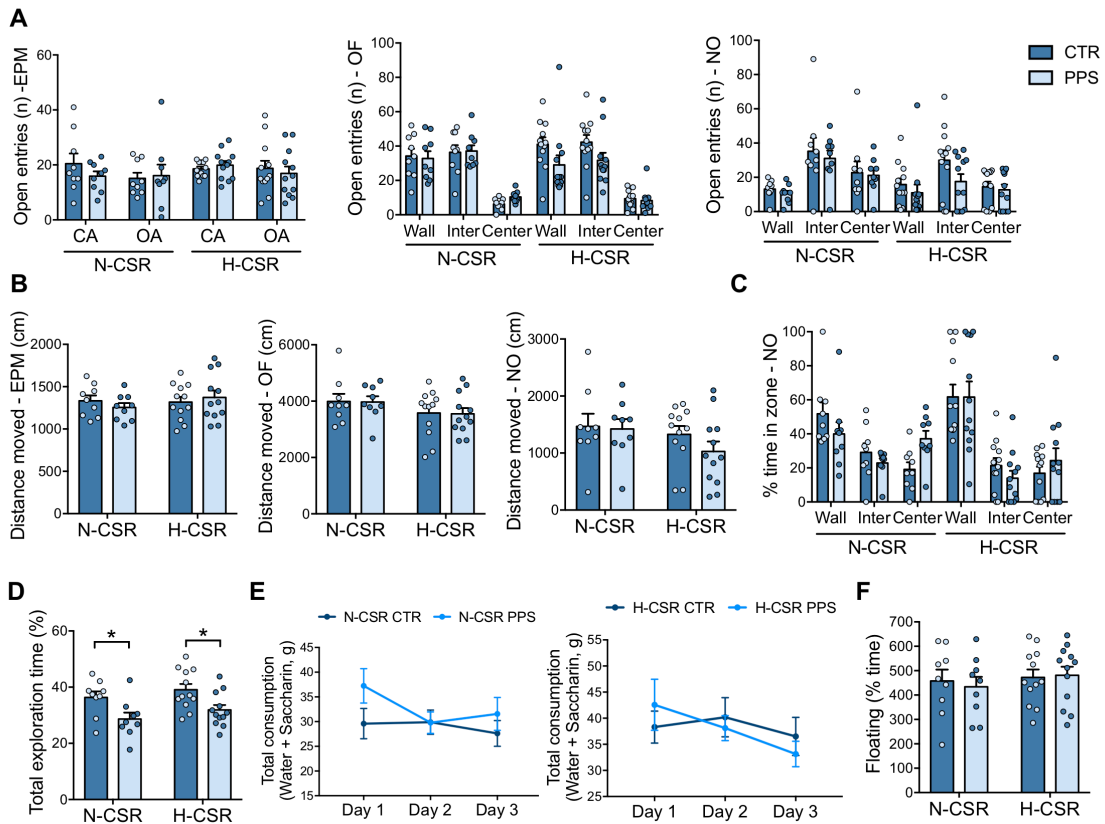 A
Open entries (n) -EPM
60
40
20
0
CA
OA
CA
OA
N-CSR
H-CSR
Open entries (n) - OF
100
80
60
40
20
0
Wall
Inter
Center
Wall
Inter
Center
N-CSR
H-CSR
Open entries (n) - NO
100
80
60
40
20
0
Wall
Inter
Center
Wall
Inter
Center
N-CSR
H-CSR
CTR
PPS
B
Distance moved - EPM (cm)
2000
1500
1000
500
0
N-CSR
H-CSR
Distance moved - OF (cm)
6000
4000
2000
0
N-CSR
H-CSR
Distance moved - NO (cm)
3000
2000
1000
0
N-CSR
H-CSR
C
% time in zone - NO
100
80
60
40
20
0
Wall
Inter
Center
Wall
Inter
Center
N-CSR
H-CSR
D
Total exploration time (%)
60
40
20
0
*
*
N-CSR
H-CSR
E
N-CSR CTR
N-CSR PPS
Total consumption
(Water + Saccharin, g)
45
40
35
30
25
20
15
Day 1
Day 2
Day 3
H-CSR CTR
H-CSR PPS
Total consumption
(Water + Saccharin, g)
55
50
45
40
35
30
25
Day 1
Day 2
Day 3
F
Floating (% time)
700
600
500
400
300
200
100
0
N-CSR
H-CSR